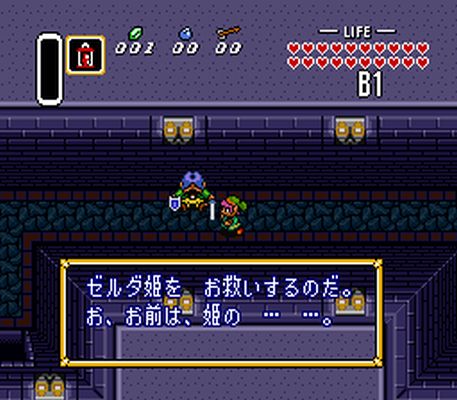 — LIFE —
001 00 00
B1
ゼルダ姫を お救いするのだ。
お、お前は、姫の … …。